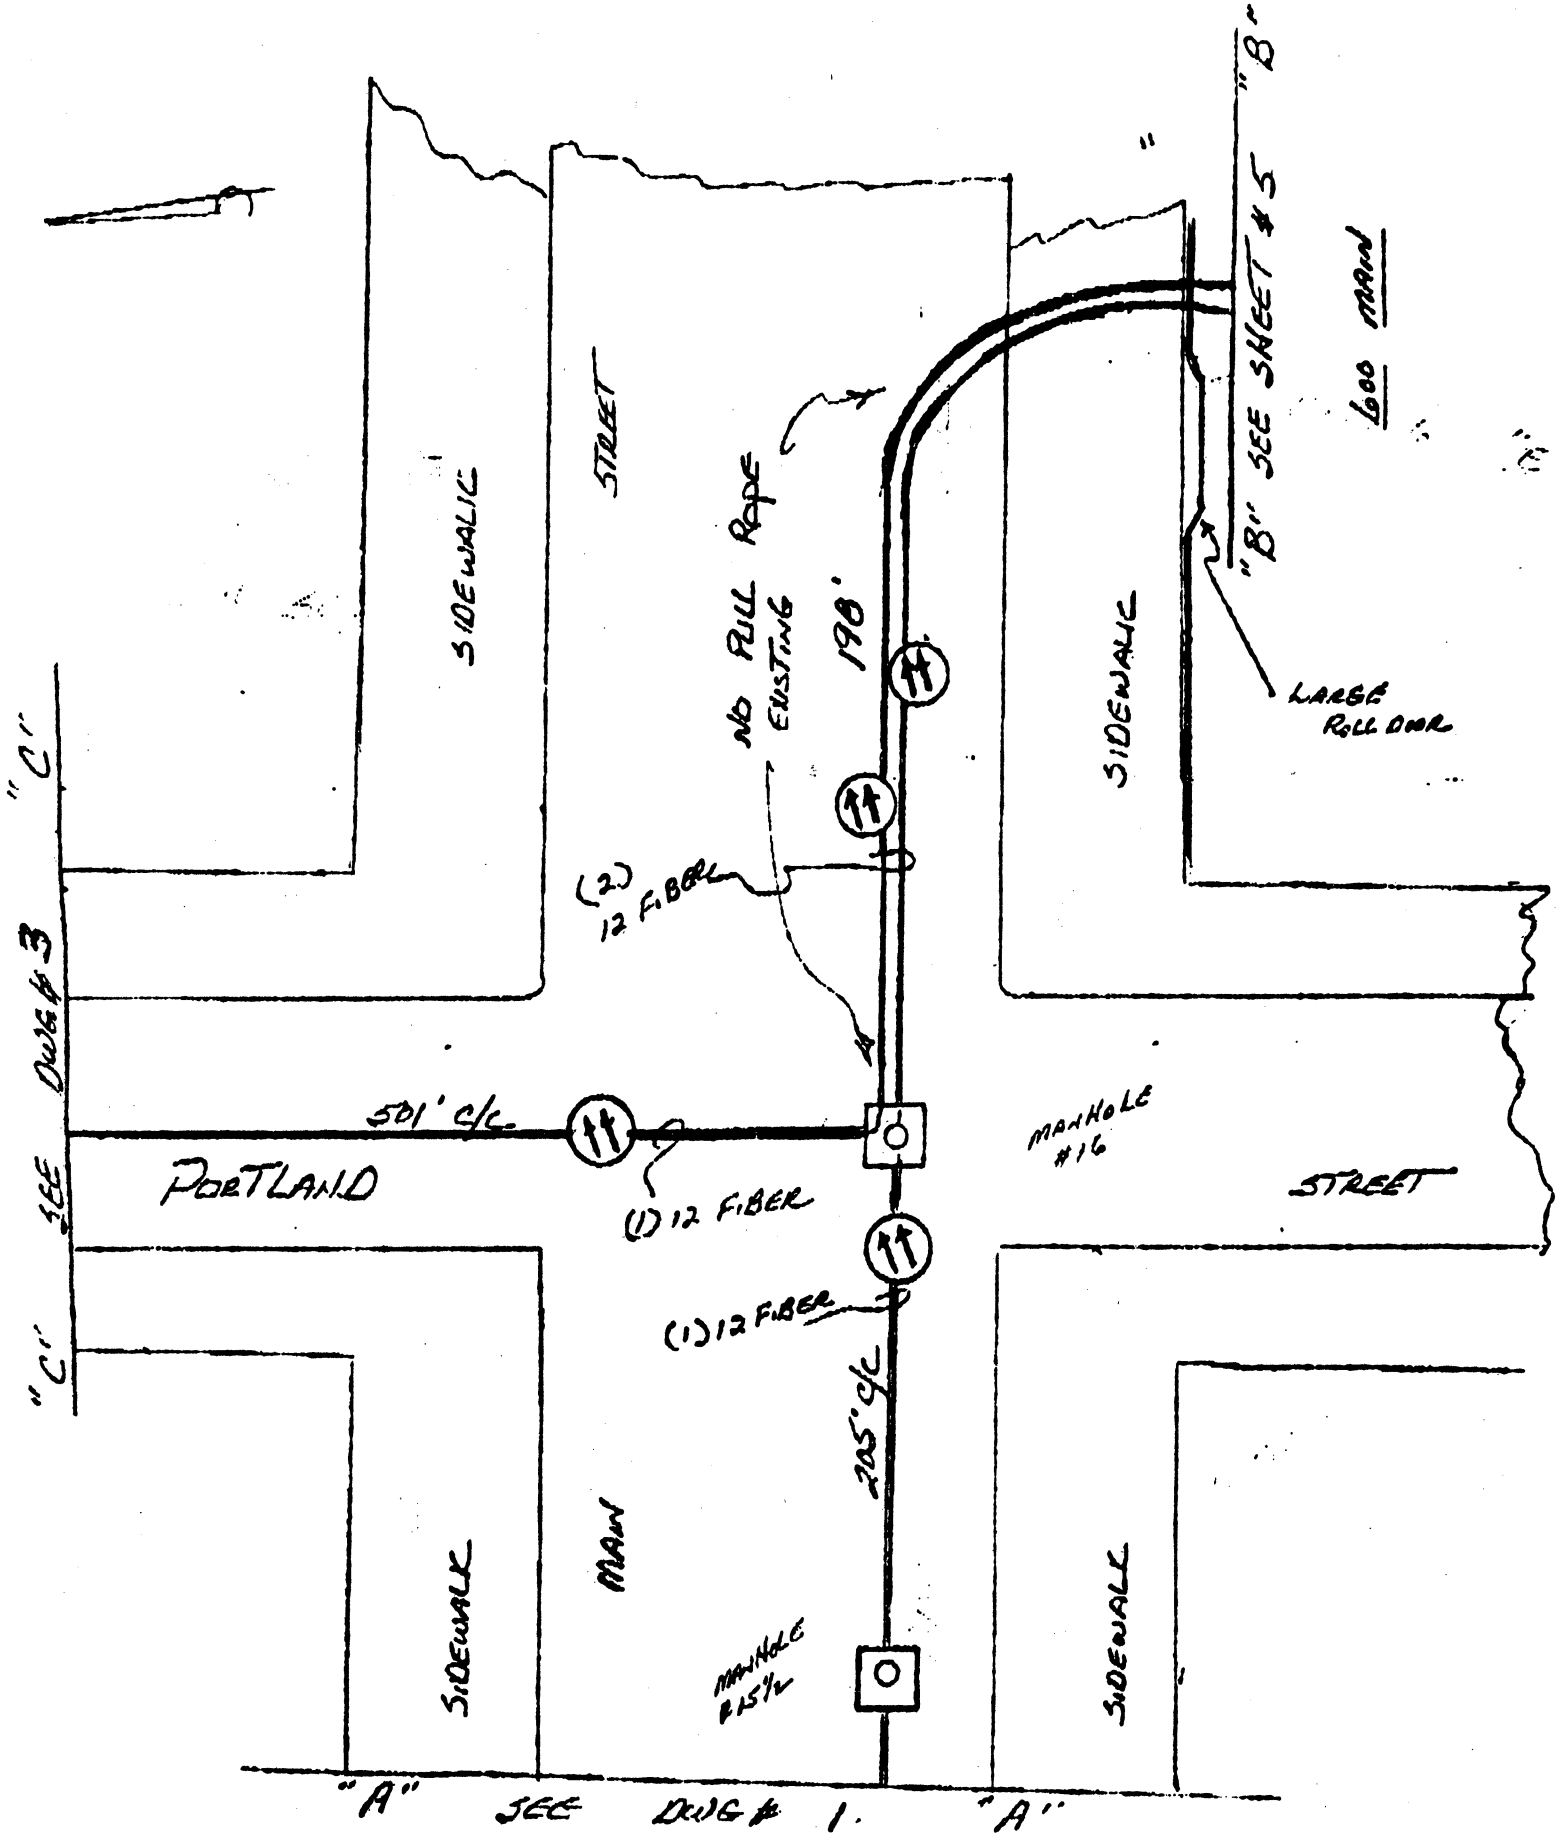 "B" SEE SHEET #5 "B"
600 MAIN
SIDEWALK
STREET
NO PULL ROPE
EXISTING
198'
SIDEWALK
LARGE
ROLL DOOR
(2)
12 FIBER
"C" SEE DWG #3 "C"
501' C/C
MANHOLE
#16
PORTLAND
STREET
(1) 12 FIBER
(1) 12 FIBER
205' C/C
SIDEWALK
MAIN
MANHOLE
#15 1/2
SIDEWALK
"A" SEE DWG # 1. "A"